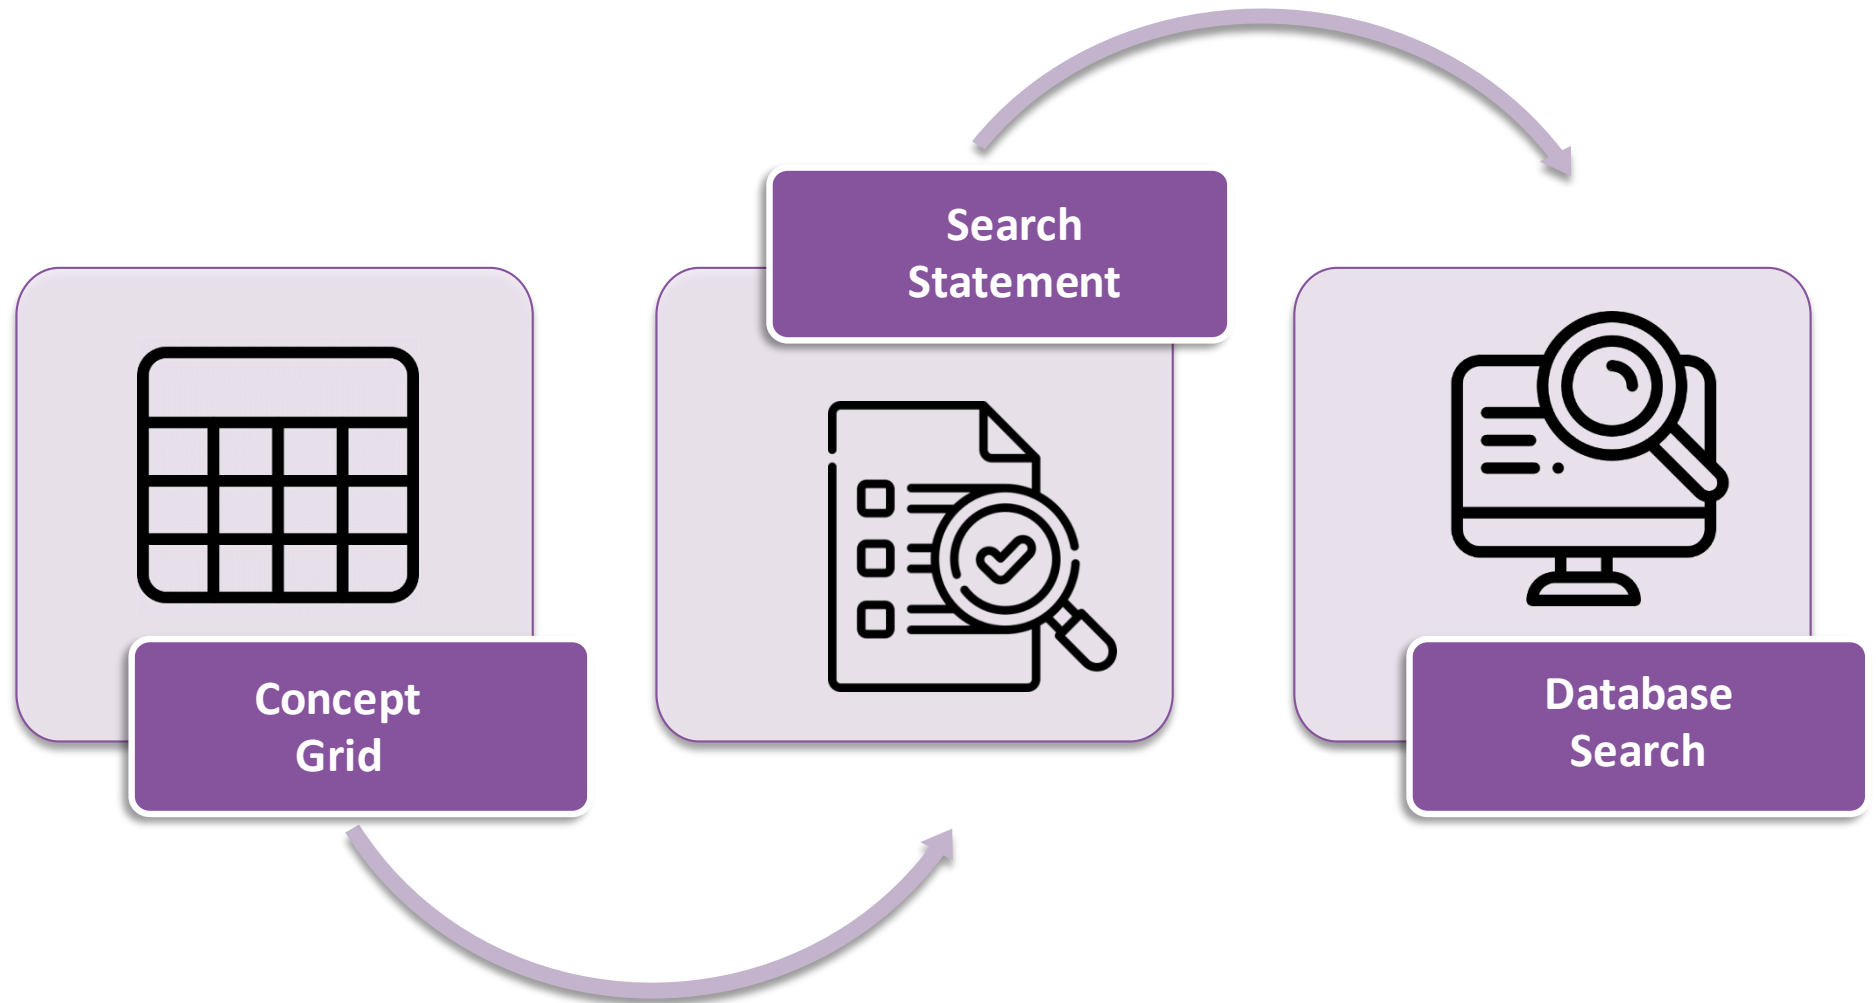 Concept
Grid
Search
Statement
Database
Search